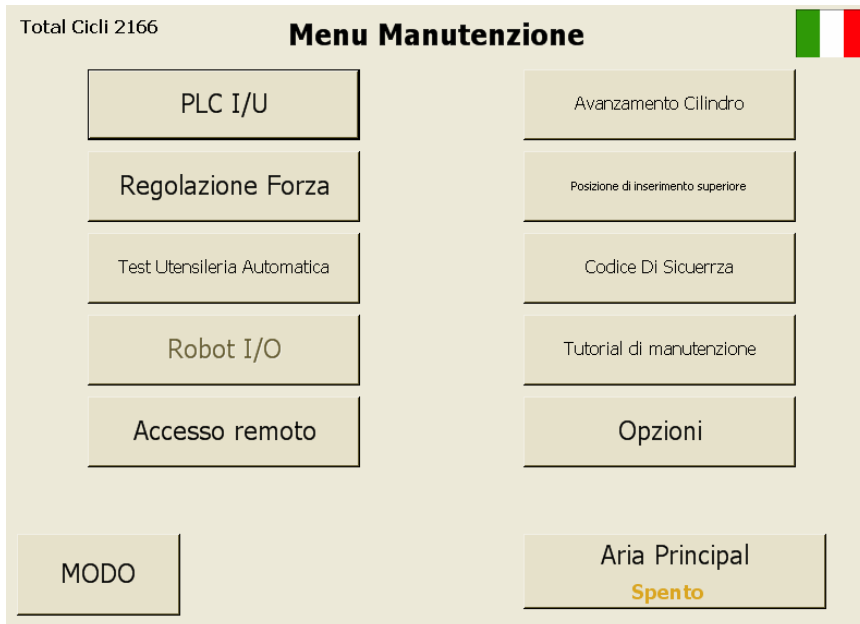 Total Cicli 2166
Menu Manutenzione
PLC I/U
Avanzamento Cilindro
Regolazione Forza
Posizione di inserimento superiore
Test Utensileria Automatica
Codice Di Sicuerrza
Robot I/O
Tutorial di manutenzione
Accesso remoto
Opzioni
MODO
Aria Principal
Spento